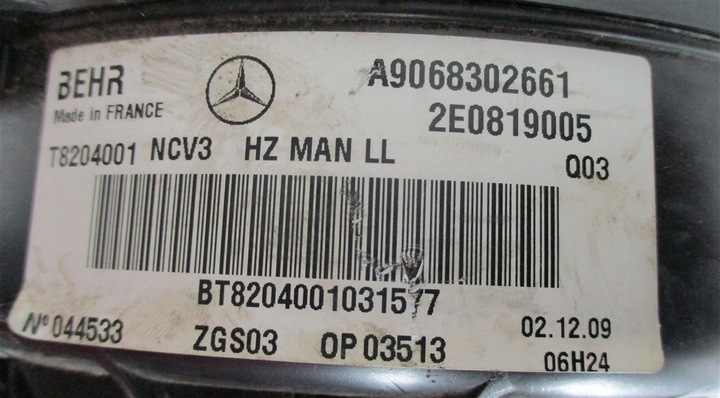 BEHR A9068302661
Made in FRANCE 2E0819005
T8204001 NCV3 HZ MAN LL Q03
BT8204001031577
Nº 044533 ZGS03 OP 03513 02.12.09
06H24